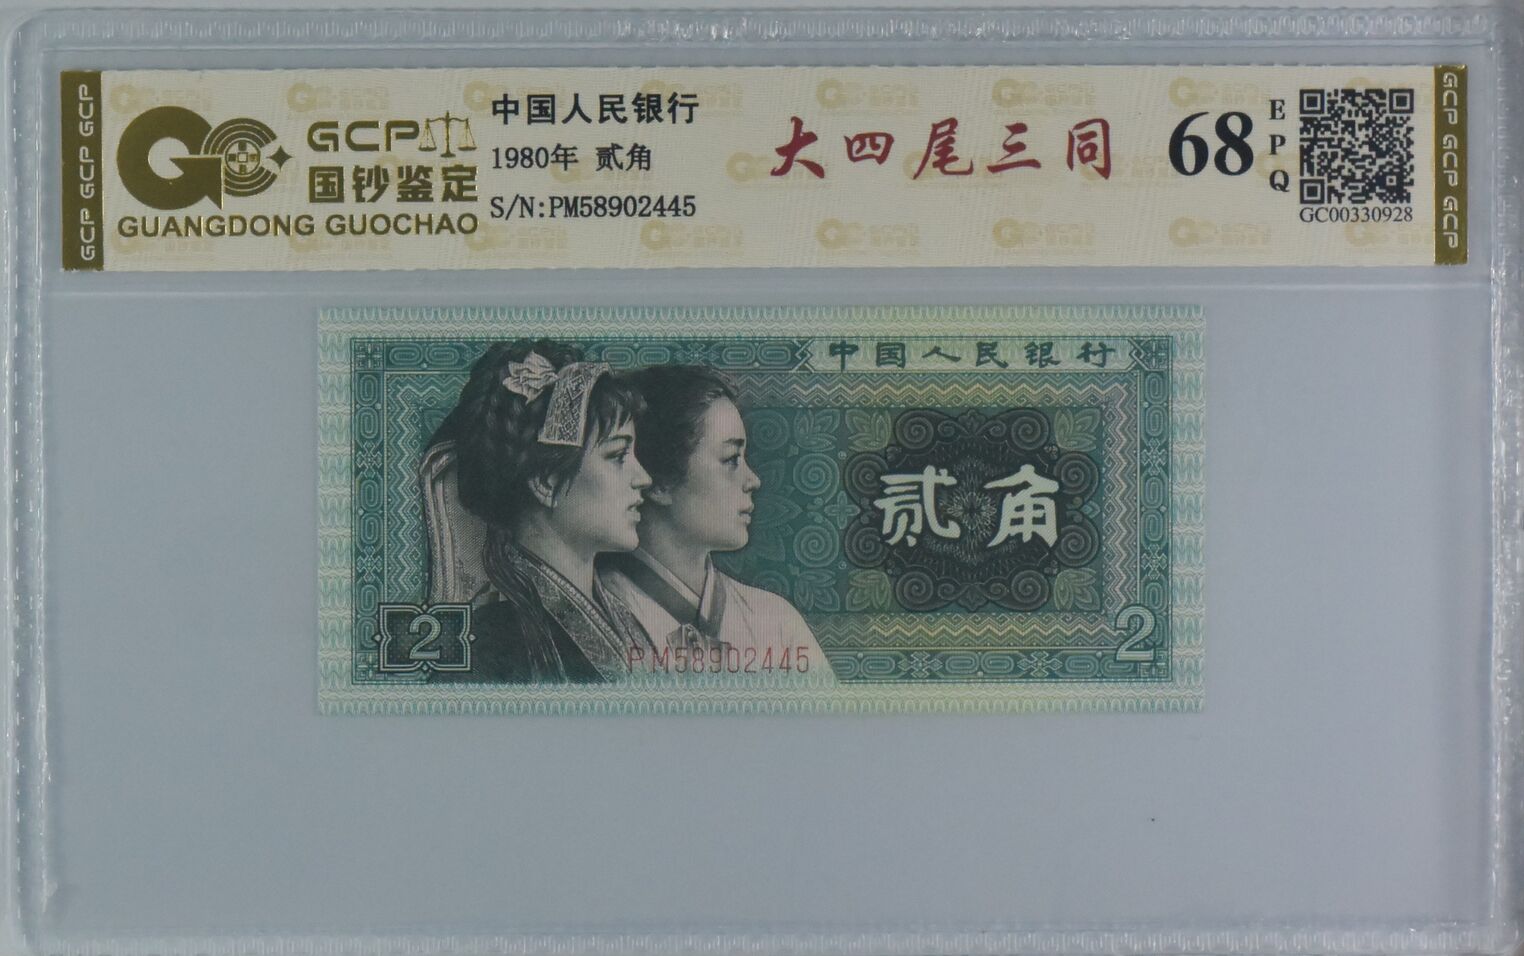 GCP GCP GCP
GCP
国钞鉴定
GUANGDONG GUOCHAO
中国人民银行
1980年 贰角
S/N:PM58902445
大四尾三同
68
EPQ
GC00330928
GCP GCP GCP
中国人民银行
贰角
2
2
PM58902445